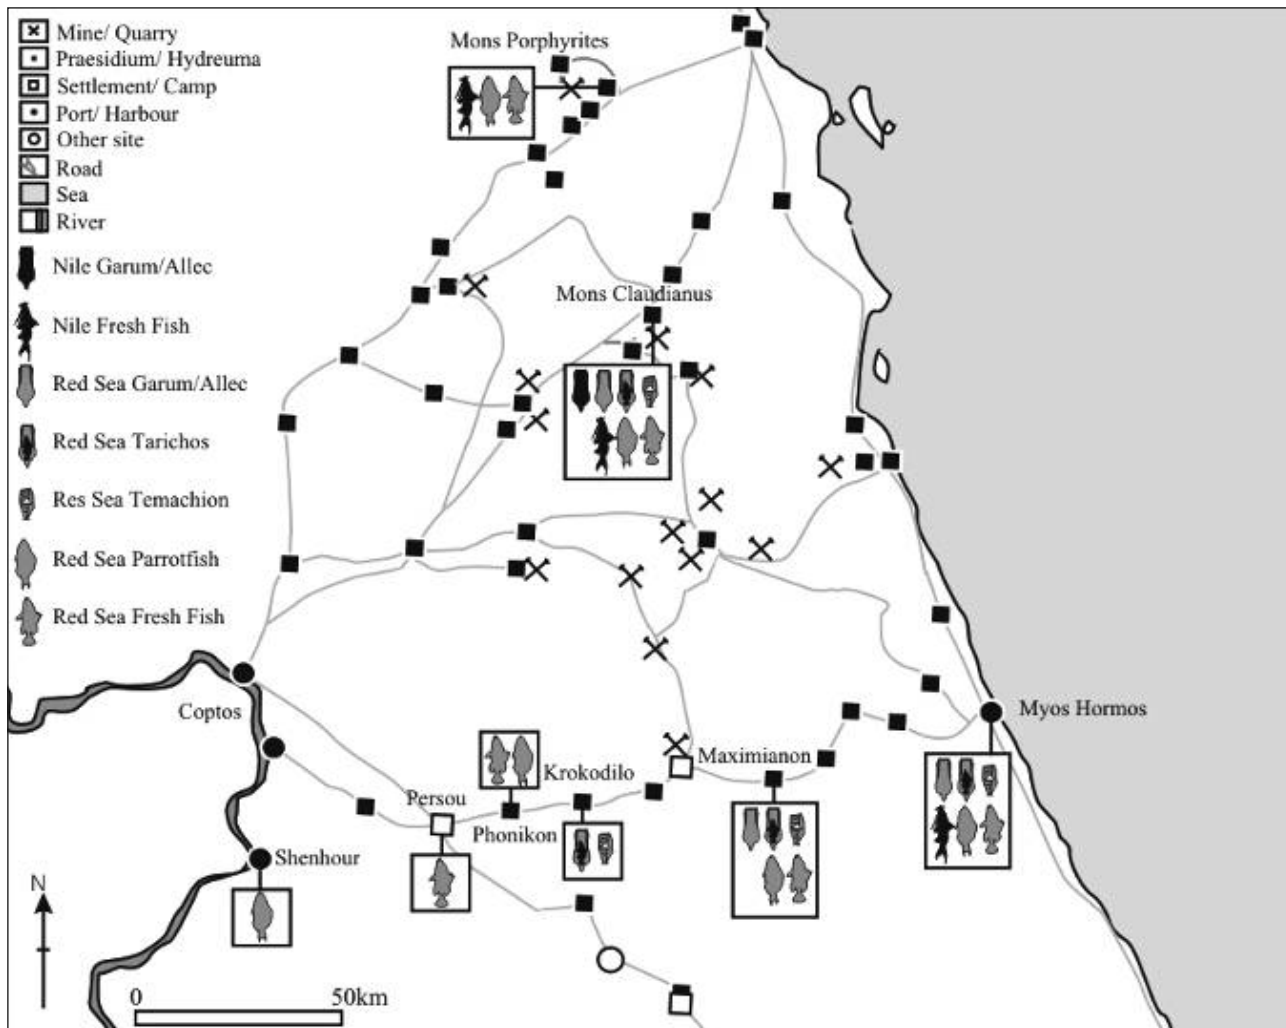 Mine/ Quarry
Praesidium/ Hydreuma
Settlement/ Camp
Port/ Harbour
Other site
Road
Sea
River
Nile Garum/Allec
Nile Fresh Fish
Red Sea Garum/Allec
Red Sea Tarichos
Res Sea Temachion
Red Sea Parrotfish
Red Sea Fresh Fish
Mons Porphyrites
Mons Claudianus
Coptos
Myos Hormos
Maximianon
Krokodilo
Persou
Phonikon
Shenhour
N
0 50km